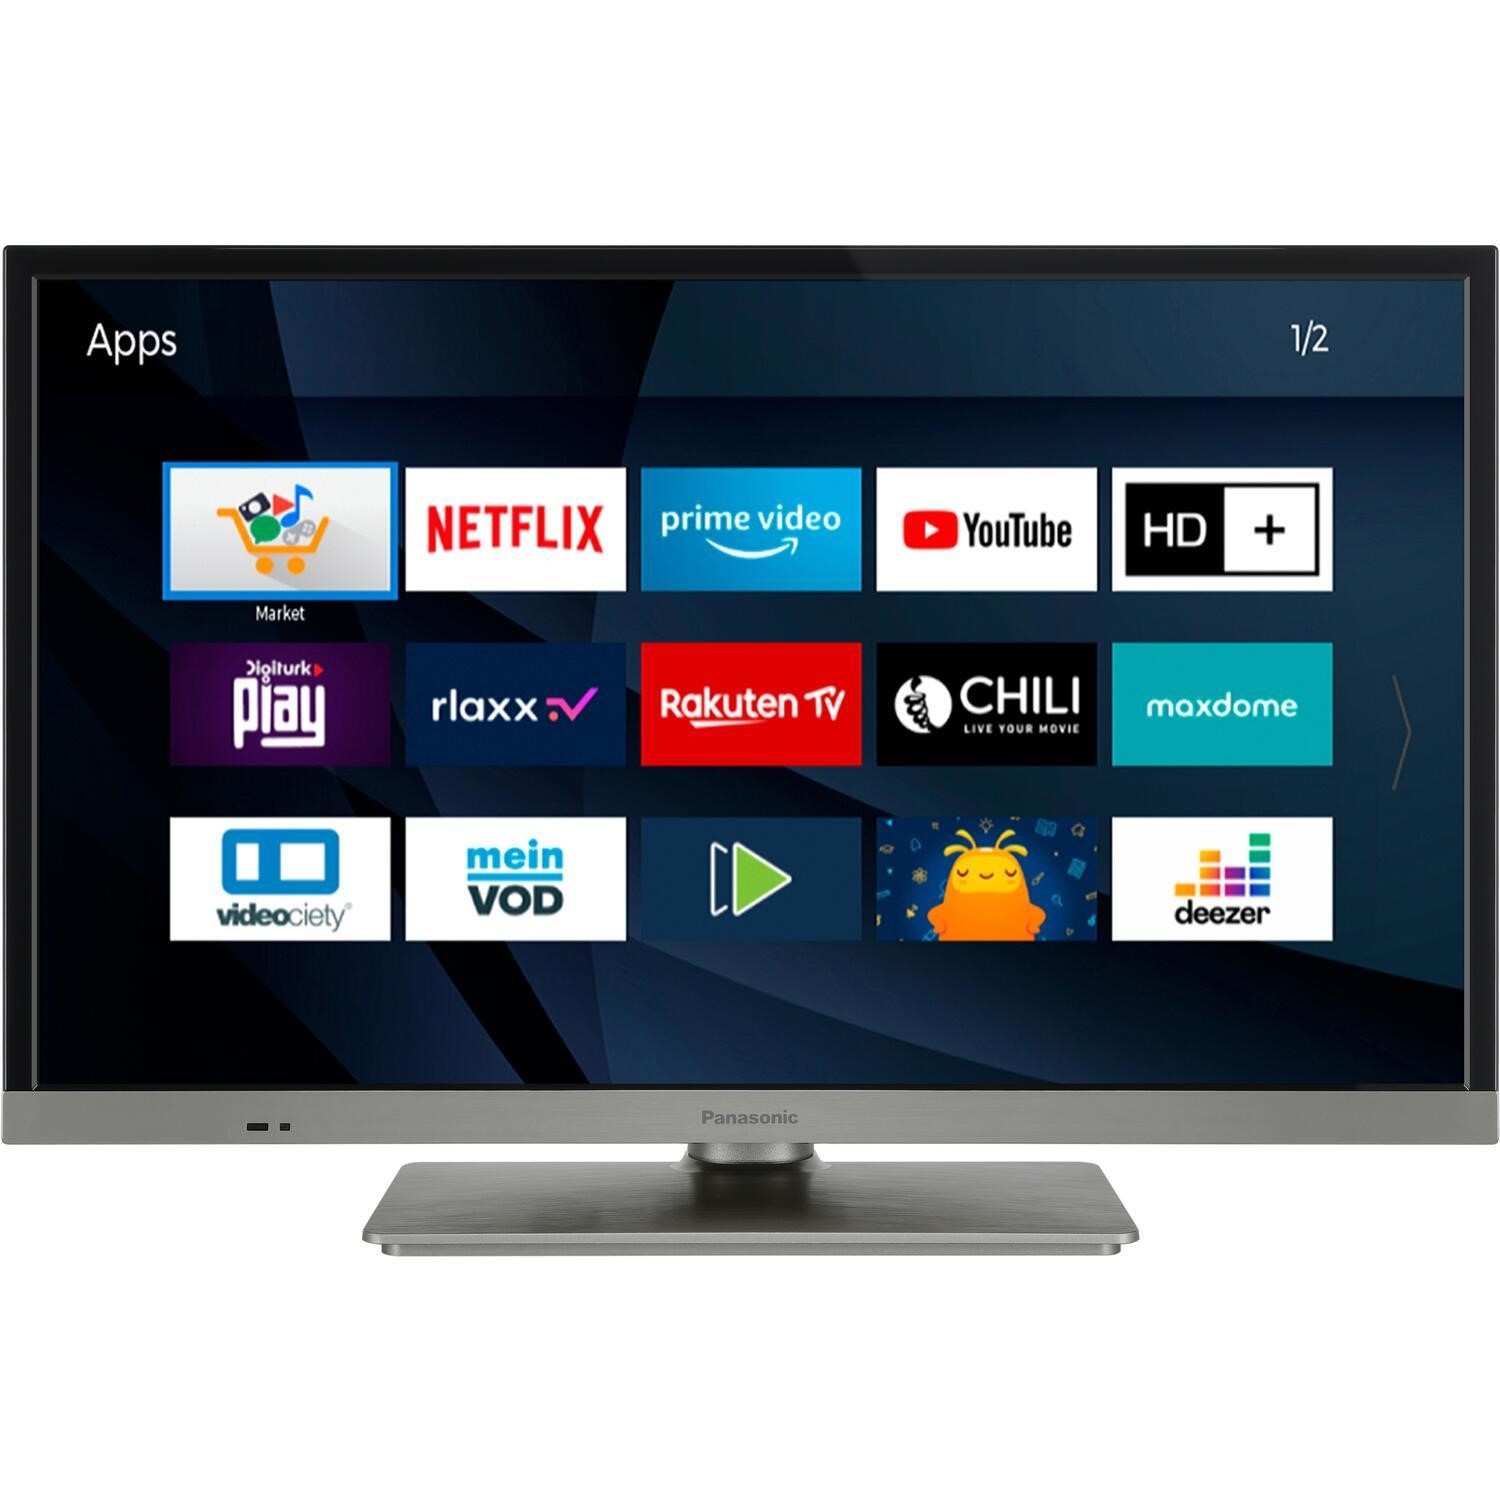 Apps
1/2
Market
NETFLIX
prime video
YouTube
HD +
Digiturk
play
rlaxx
Rakuten TV
CHILI
LIVE YOUR MOVIE
maxdome
videociety®
mein
VOD
deezer
Panasonic